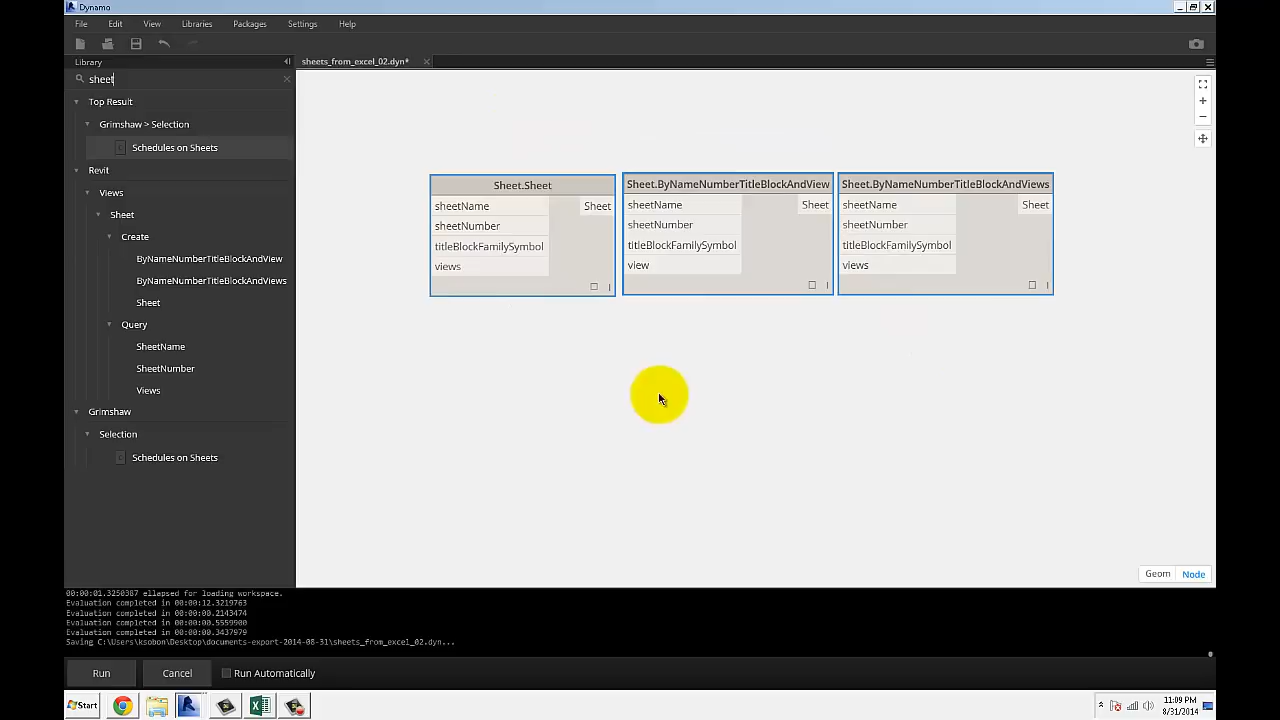 Dynamo
File Edit View Libraries Packages Settings Help
Library
sheets_from_excel_02.dyn*
sheet
Top Result
Grimshaw > Selection
Schedules on Sheets
Revit
Views
Sheet
Create
ByNameNumberTitleBlockAndView
ByNameNumberTitleBlockAndViews
Sheet
Query
SheetName
SheetNumber
Views
Grimshaw
Selection
Schedules on Sheets
Sheet.Sheet
sheetName Sheet
sheetNumber
titleBlockFamilySymbol
views
Sheet.ByNameNumberTitleBlockAndView
sheetName Sheet
sheetNumber
titleBlockFamilySymbol
view
Sheet.ByNameNumberTitleBlockAndViews
sheetName Sheet
sheetNumber
titleBlockFamilySymbol
views
Geom Node
00:00:01.3250387 ellapsed for loading workspace.
Evaluation completed in 00:00:12.3219763
Evaluation completed in 00:00:00.2143474
Evaluation completed in 00:00:00.5559900
Evaluation completed in 00:00:00.3437979
Saving C:\Users\ksobon\Desktop\documents-export-2014-08-31\sheets_from_excel_02.dyn...
Run Cancel Run Automatically
Start
11:09 PM
8/31/2014